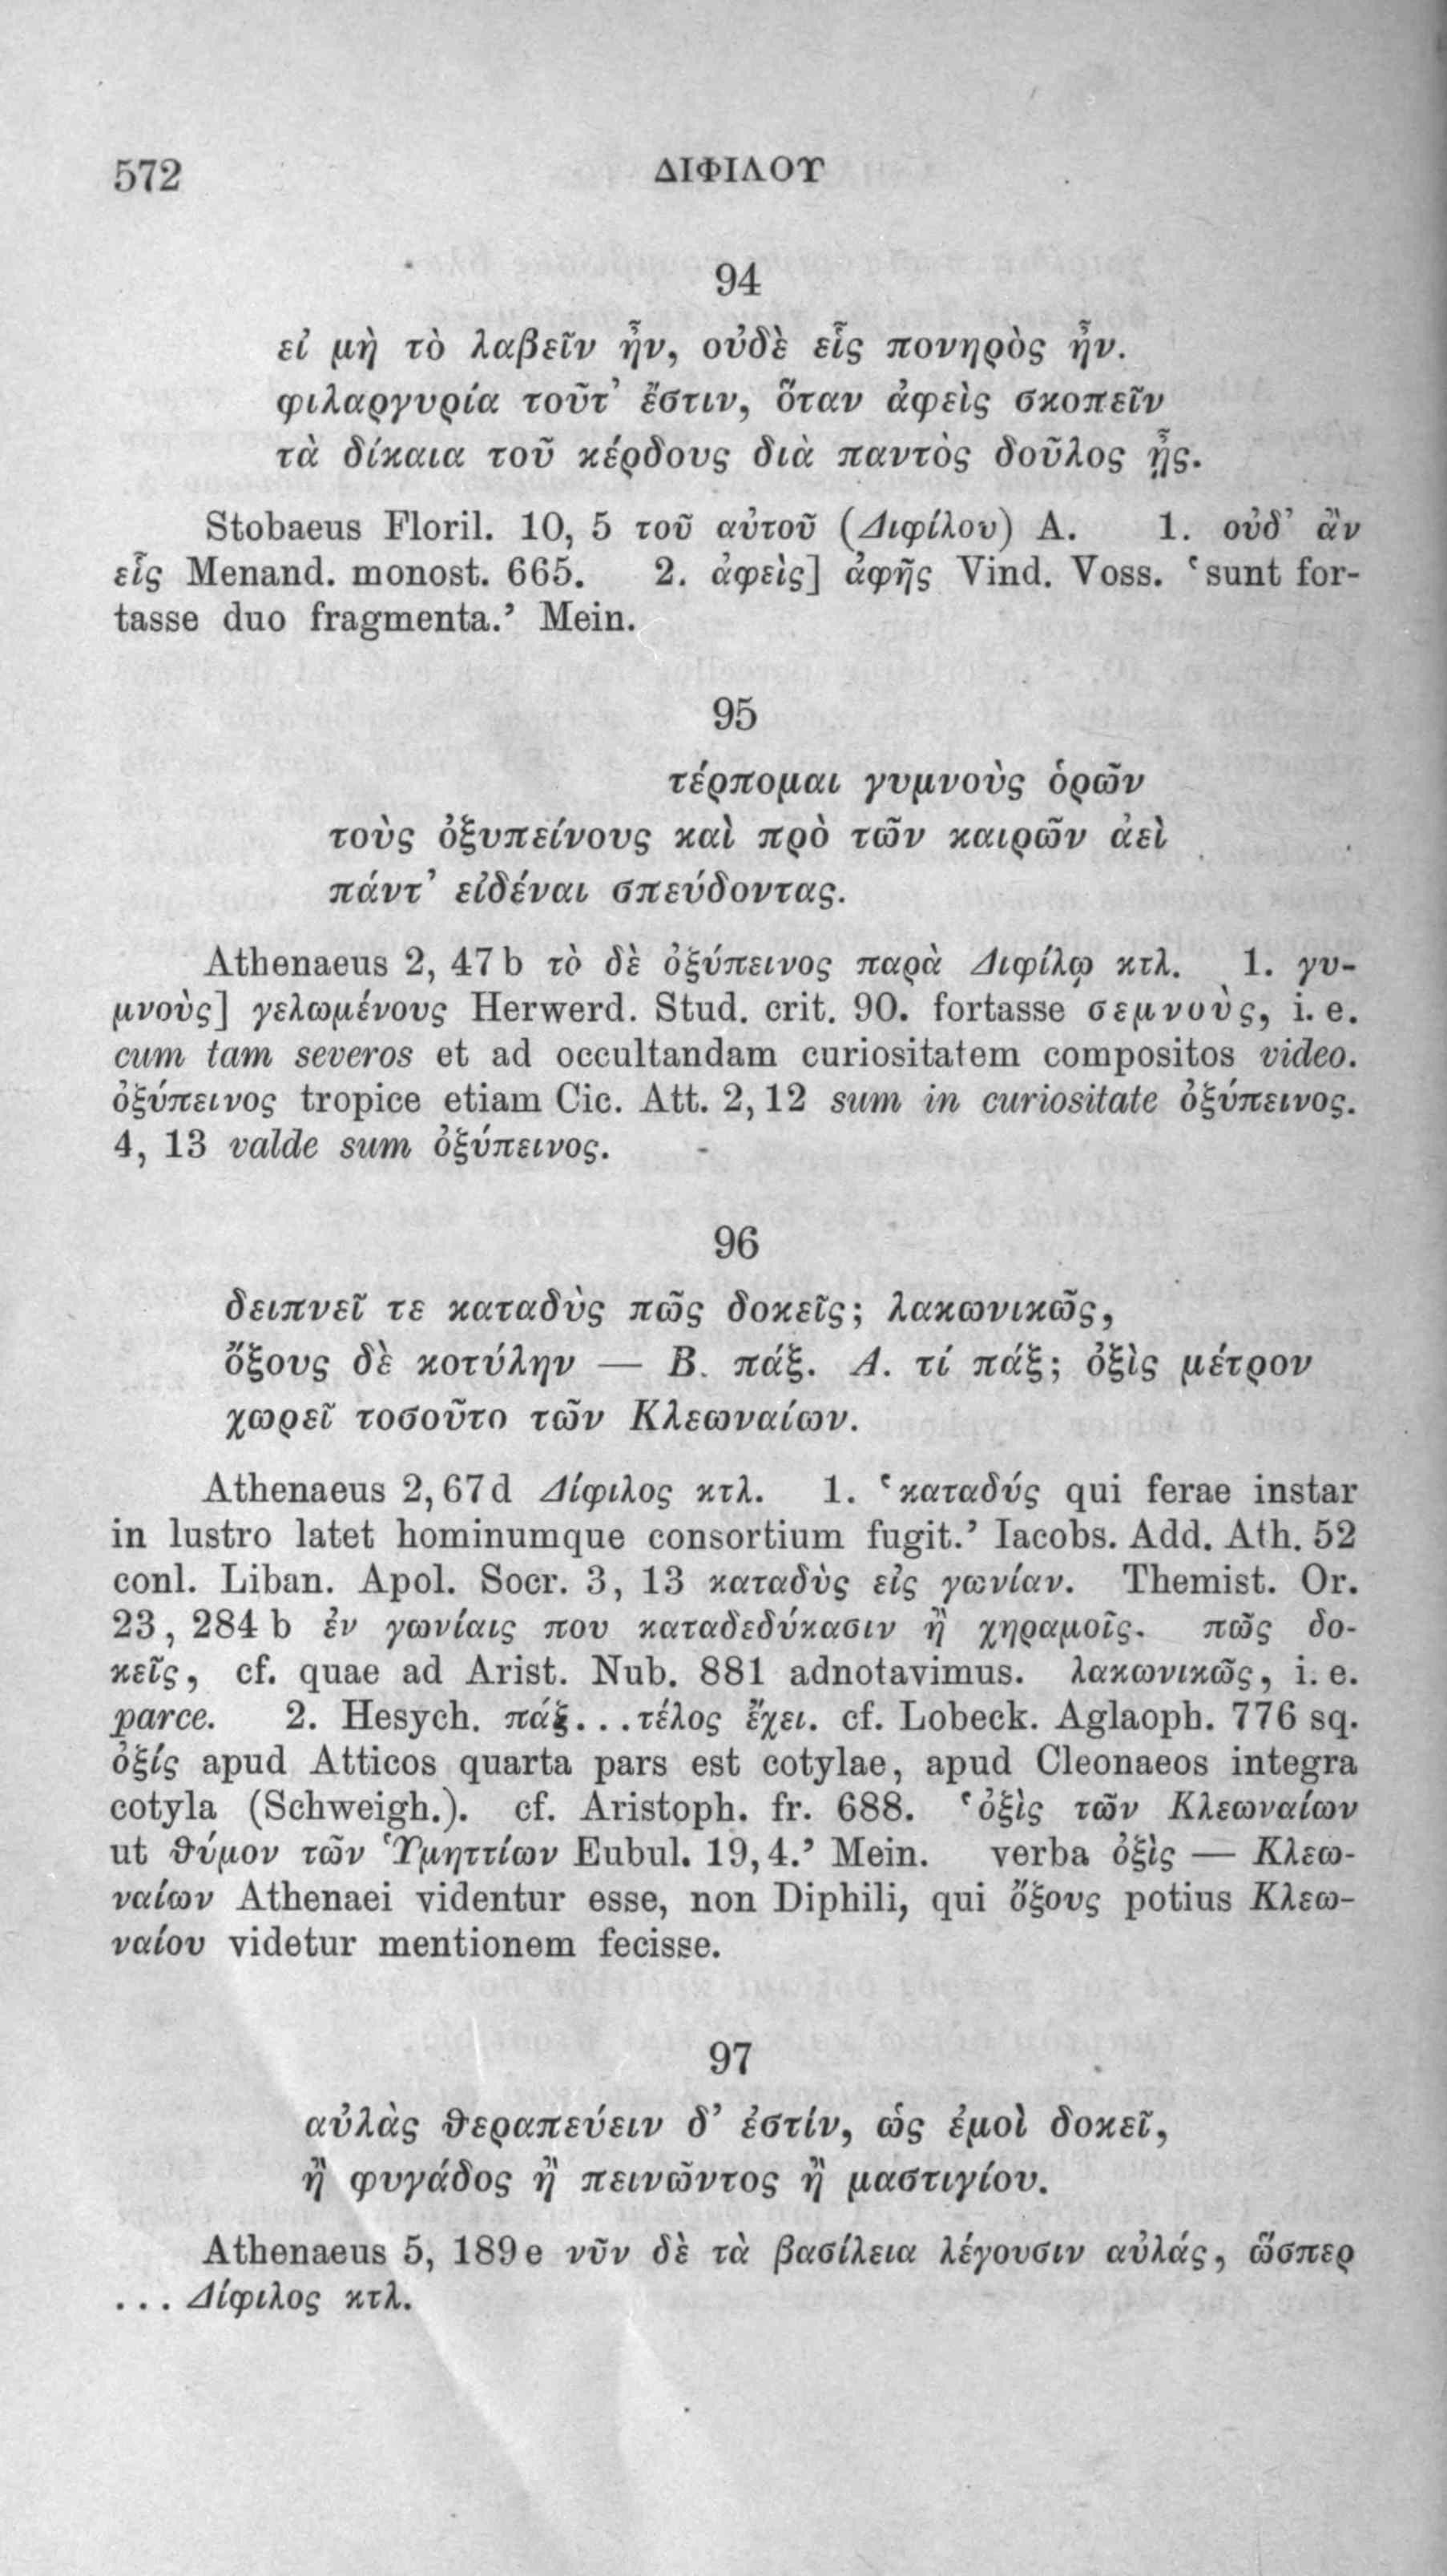 572
ΔΙΦΙΛΟΥ
94
εἰ μὴ τὸ λαβεῖν ἦν, οὐδὲ εἷς πονηρὸς ἦν.
φιλαργυρία τοῦτ’ ἔστιν, ὅταν ἀφεὶς σκοπεῖν
τὰ δίκαια τοῦ κέρδους διὰ παντὸς δοῦλος ᾖς.
Stobaeus Floril. 10, 5 τοῦ αὐτοῦ (Διφίλου) A. 1. οὐδ’ ἂν
εἷς Menand. monost. 665. 2. ἀφεὶς] ἀφῇς Vind. Voss. ‘sunt for-
tasse duo fragmenta.’ Mein.
95
τέρπομαι γυμνοὺς ὁρῶν
τοὺς ὀξυπείνους καὶ πρὸ τῶν καιρῶν ἀεὶ
πάντ’ εἰδέναι σπεύδοντας.
Athenaeus 2, 47 b τὸ δὲ ὀξύπεινος παρὰ Διφίλῳ κτλ. 1. γυ-
μνοὺς] γελωμένους Herwerd. Stud. crit. 90. fortasse σεμνοὺς, i. e.
cum tam severos et ad occultandam curiositatem compositos video.
ὀξύπεινος tropice etiam Cic. Att. 2, 12 sum in curiositate ὀξύπεινος.
4, 13 valde sum ὀξύπεινος.
96
δειπνεῖ τε καταδὺς πῶς δοκεῖς; λακωνικῶς,
ὄξους δὲ κοτύλην — B. πάξ. A. τί πάξ; ὀξὶς μέτρον
χωρεῖ τοσοῦτο τῶν Κλεωναίων.
Athenaeus 2, 67 d Δίφιλος κτλ. 1. ‘καταδύς qui ferae instar
in lustro latet hominumque consortium fugit.’ Iacobs. Add. Ath. 52
conl. Liban. Apol. Socr. 3, 13 καταδὺς εἰς γωνίαν. Themist. Or.
23, 284 b ἐν γωνίαις που καταδεδύκασιν ἢ χηραμοῖς. πῶς δο-
κεῖς, cf. quae ad Arist. Nub. 881 adnotavimus. λακωνικῶς, i. e.
parce. 2. Hesych. πάξ...τέλος ἔχει. cf. Lobeck. Aglaoph. 776 sq.
ὀξίς apud Atticos quarta pars est cotylae, apud Cleonaeos integra
cotyla (Schweigh.). cf. Aristoph. fr. 688. ‘ὀξὶς τῶν Κλεωναίων
ut θύμον τῶν Ὑμηττίων Eubul. 19, 4.’ Mein. verba ὀξὶς — Κλεω-
ναίων Athenaei videntur esse, non Diphili, qui ὄξους potius Κλεω-
ναίου videtur mentionem fecisse.
97
αὐλὰς θεραπεύειν δ’ ἐστίν, ὡς ἐμοὶ δοκεῖ,
ἢ φυγάδος ἢ πεινῶντος ἢ μαστιγίου.
Athenaeus 5, 189 e νῦν δὲ τὰ βασίλεια λέγουσιν αὐλάς, ὥσπερ
... Δίφιλος κτλ.